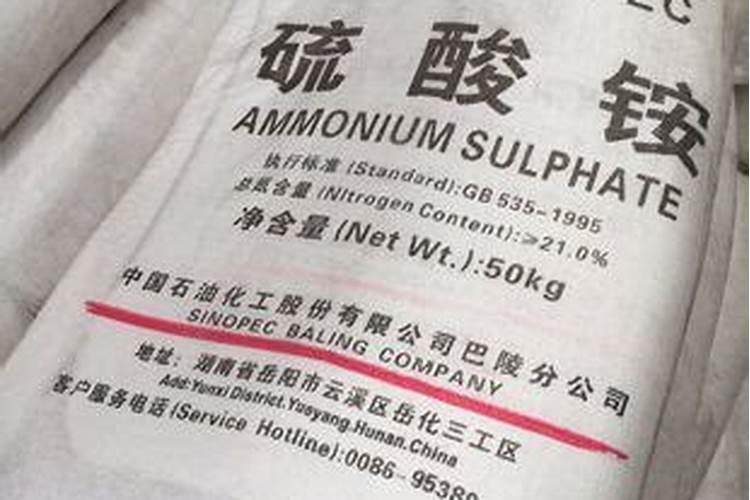 EC
硫酸铵
AMMONIUM SULPHATE
执行标准 (Standard):GB 535-1995
总氮含量 (Nitrogen Content):≥21.0%
净含量 (Net Wt.):50kg
中国石油化工股份有限公司巴陵分公司
SINOPEC BALING COMPANY
地址：湖南省岳阳市云溪区岳化三工区
Add:Yunxi District.Yueyang.Hunan.China
客户服务电话 (Service Hotline):0086-95389